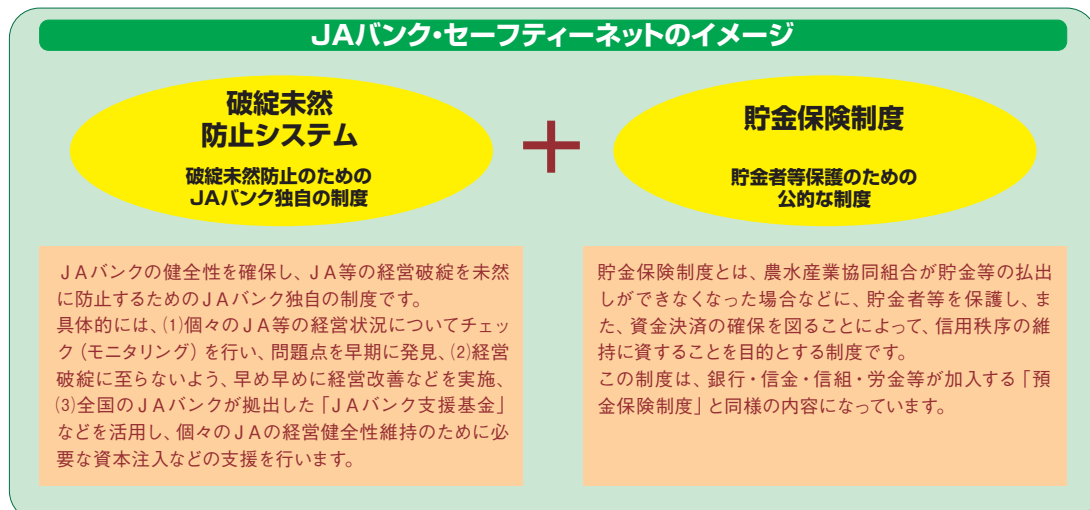 JAバンク・セーフティーネットのイメージ
破綻未然
防止システム
破綻未然防止のための
JAバンク独自の制度
＋
貯金保険制度
貯金者等保護のための
公的な制度
ＪＡバンクの健全性を確保し、ＪＡ等の経営破綻を未然
に防止するためのＪＡバンク独自の制度です。
具体的には、⑴個々のＪＡ等の経営状況についてチェッ
ク（モニタリング）を行い、問題点を早期に発見、⑵経営
破綻に至らないよう、早め早めに経営改善などを実施、
⑶全国のＪＡバンクが拠出した「ＪＡバンク支援基金」
などを活用し、個々のＪＡの経営健全性維持のために必
要な資本注入などの支援を行います。
貯金保険制度とは、農水産業協同組合が貯金等の払出
しができなくなった場合などに、貯金者等を保護し、ま
た、資金決済の確保を図ることによって、信用秩序の維
持に資することを目的とする制度です。
この制度は、銀行・信金・信組・労金等が加入する「預
金保険制度」と同様の内容になっています。